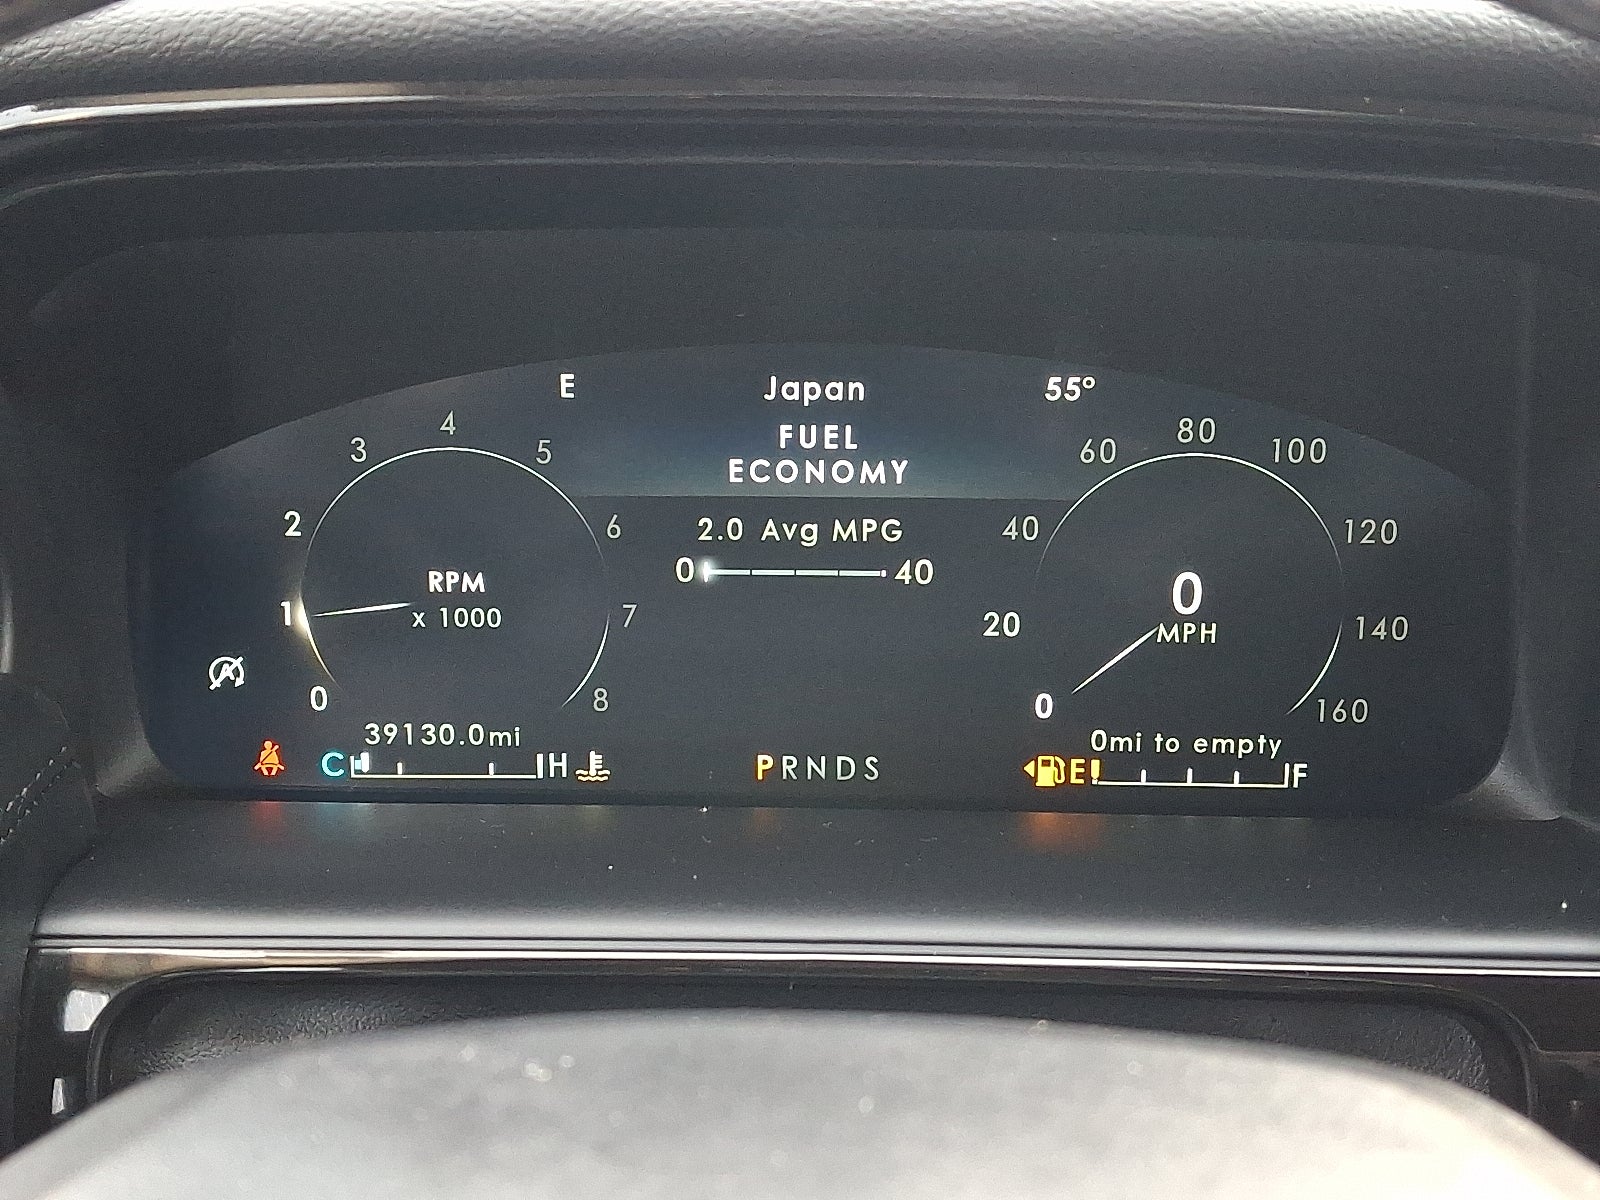 E Japan 55°
FUEL
ECONOMY
2.0 Avg MPG
0 40
0 1 2 3 4 5 6 7 8
RPM
x 1000
0 20 40 60 80 100 120 140 160
0
MPH
A
39130.0mi
C H
PRNDS
0mi to empty
E F